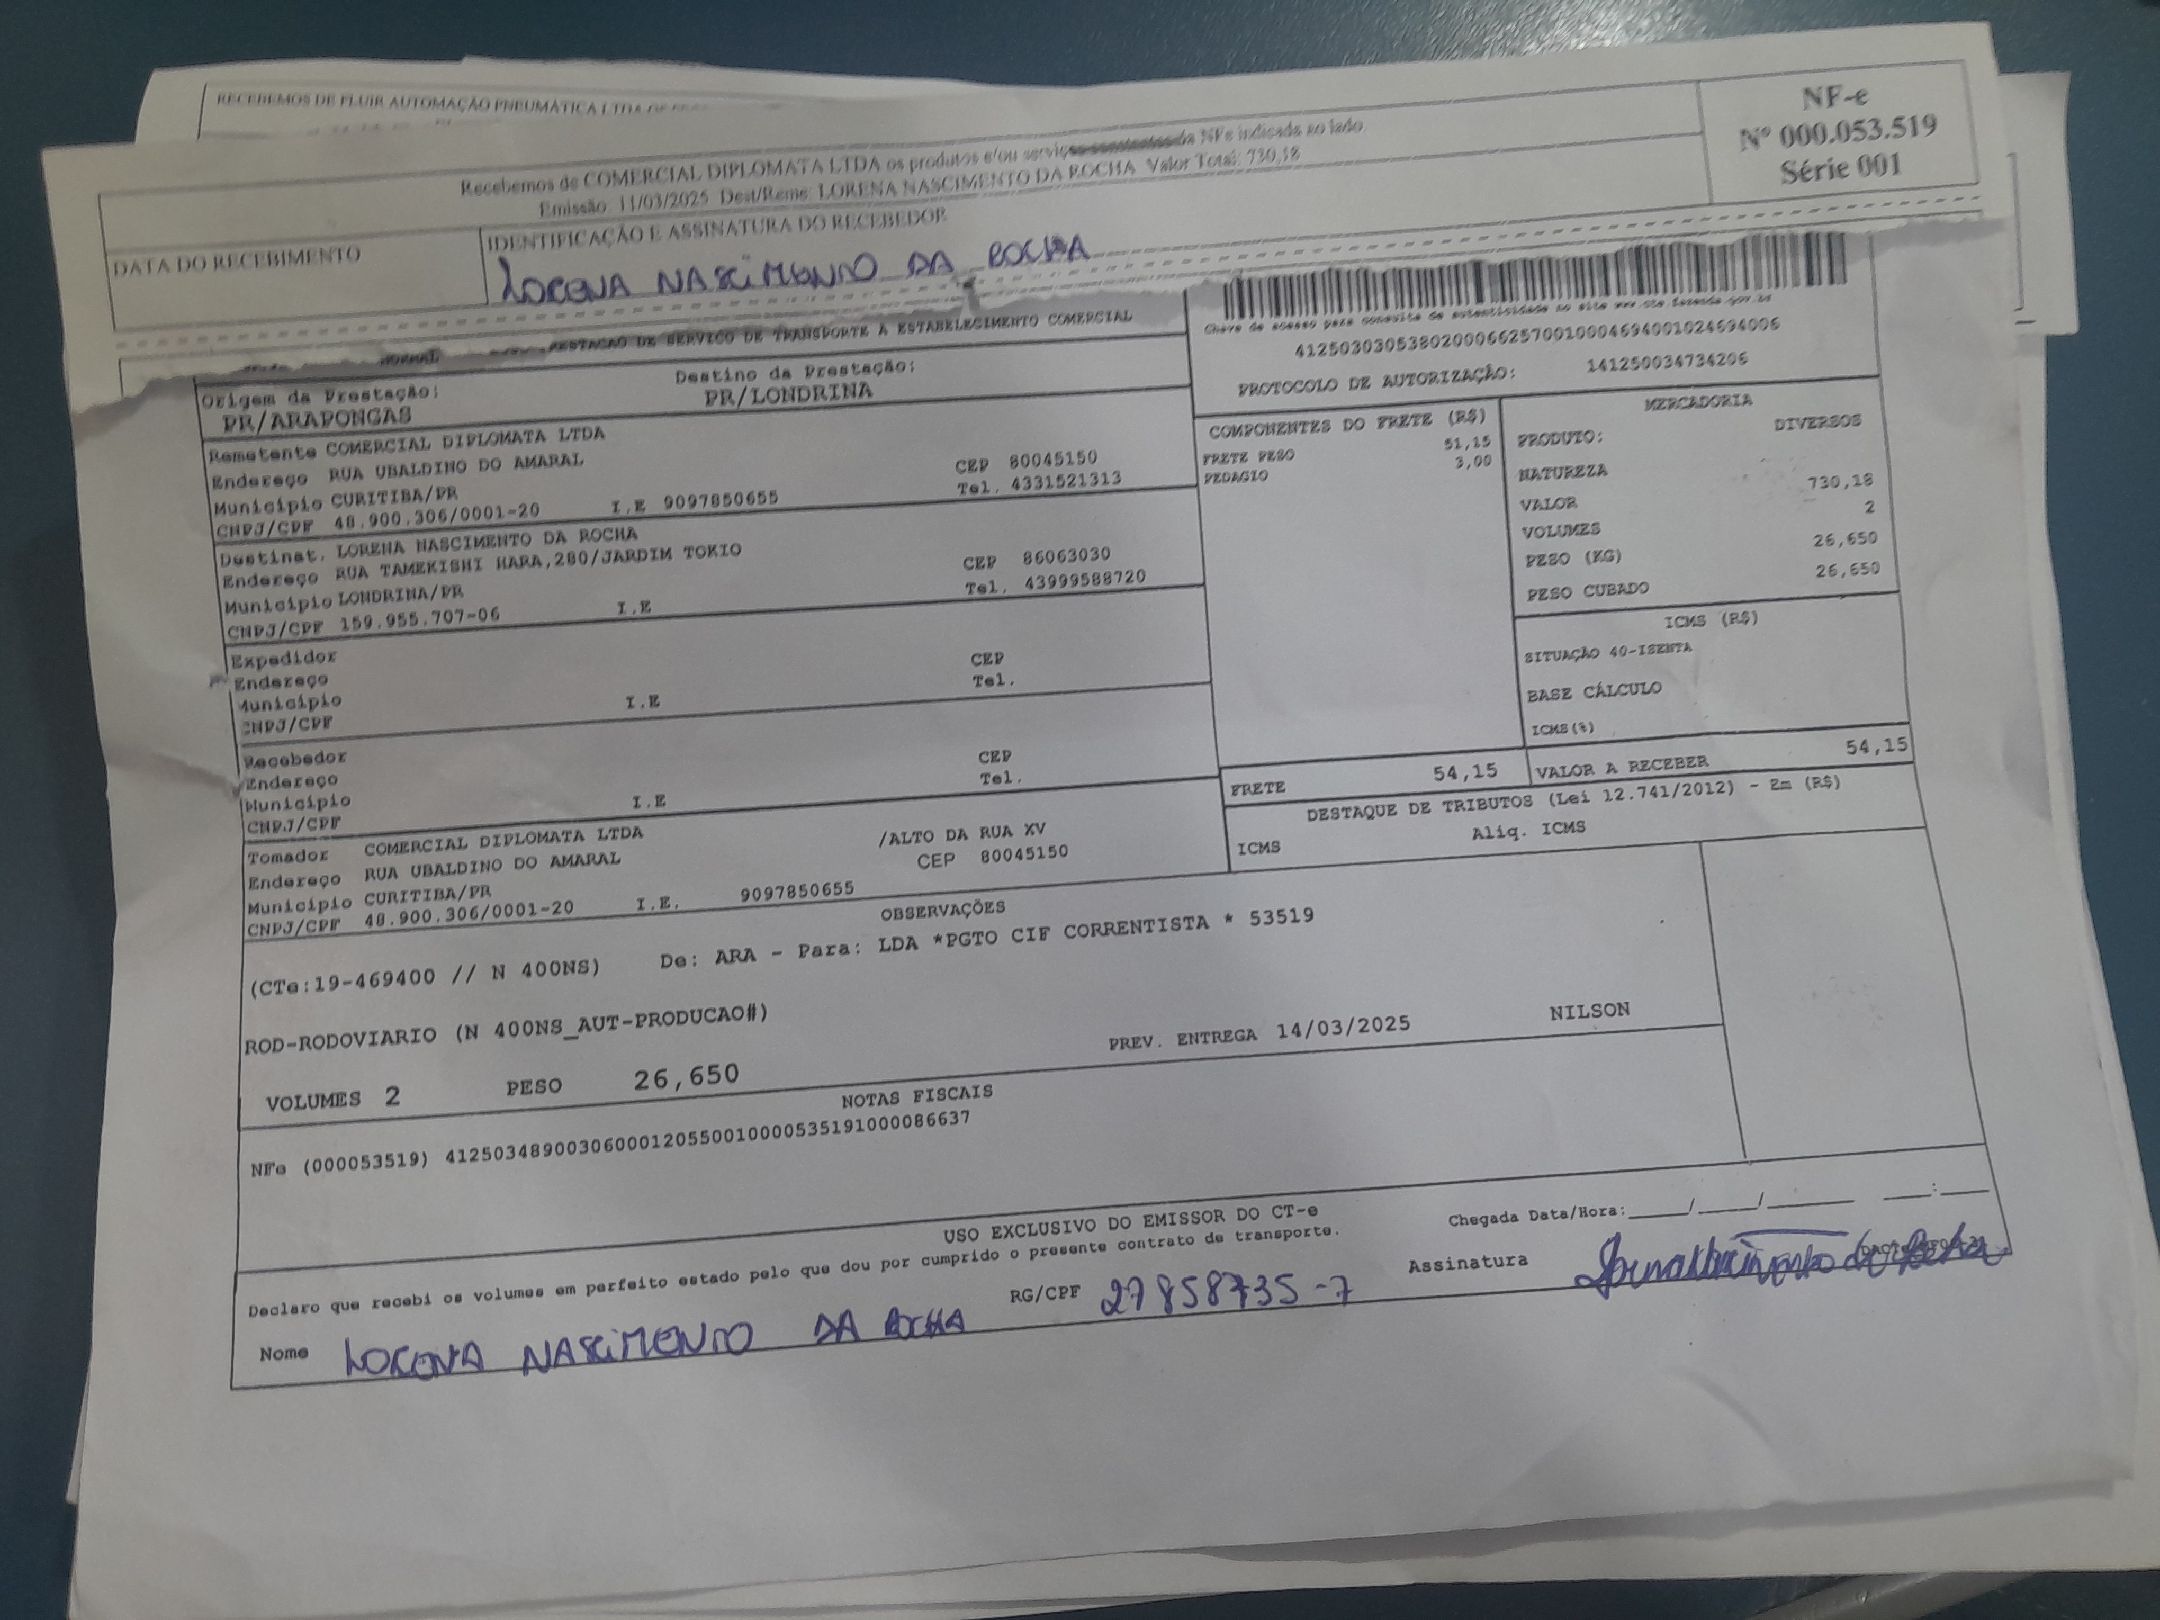 RECEBEMOS DE FLUIR AUTOMAÇÃO PNEUMÁTICA LTDA
Recebemos de COMERCIAL DIPLOMATA LTDA os produtos e/ou serviços constantes da NFe indicada ao lado
Emissão: 11/03/2025 Dest/Reme: LORENA NASCIMENTO DA ROCHA Valor Total: 730,18
NF-e
Nº 000.053.519
Série 001
DATA DO RECEBIMENTO
IDENTIFICAÇÃO E ASSINATURA DO RECEBEDOR
LORENA NASCIMENTO DA ROCHA
NORMAL
DE SERVICO DE TRANSPORTE A ESTABELECIMENTO COMERCIAL
Chave de acesso para consulta de autenticidade no site
41250303053802000662570010004694001024694006
PROTOCOLO DE AUTORIZAÇÃO: 141250034734206
Origem da Prestação: Destino da Prestação:
PR/ARAPONGAS PR/LONDRINA
Remetente COMERCIAL DIPLOMATA LTDA
Endereço RUA UBALDINO DO AMARAL CEP 80045150
Município CURITIBA/PR Tel. 4331521313
CNPJ/CPF 48.900.306/0001-20 I.E 9097850655
Destinat. LORENA NASCIMENTO DA ROCHA
Endereço RUA TAMEKISHI HARA,280/JARDIM TOKIO CEP 86063030
Município LONDRINA/PR Tel. 43999588720
CNPJ/CPF 159.955.707-06 I.E
Expedidor CEP
Endereço Tel.
Município I.E
CNPJ/CPF
Recebedor CEP
Endereço Tel.
Município I.E
CNPJ/CPF
Tomador COMERCIAL DIPLOMATA LTDA /ALTO DA RUA XV
Endereço RUA UBALDINO DO AMARAL CEP 80045150
Município CURITIBA/PR
CNPJ/CPF 48.900.306/0001-20 I.E. 9097850655
COMPONENTES DO FRETE (R$)
FRETE PESO 51,15
PEDAGIO 3,00
MERCADORIA
PRODUTO: DIVERSOS
NATUREZA
VALOR 730,18
VOLUMES 2
PESO (KG) 26,650
PESO CUBADO 26,650
ICMS (R$)
SITUAÇÃO 40-ISENTA
BASE CÁLCULO
ICMS(%)
FRETE 54,15 VALOR A RECEBER 54,15
DESTAQUE DE TRIBUTOS (Lei 12.741/2012) - Em (R$)
ICMS Aliq. ICMS
OBSERVAÇÕES
(CTe:19-469400 // N 400NS) De: ARA - Para: LDA *PGTO CIF CORRENTISTA * 53519
ROD-RODOVIARIO (N 400NS_AUT-PRODUCAO#)
PREV. ENTREGA 14/03/2025 NILSON
VOLUMES 2 PESO 26,650
NOTAS FISCAIS
NFe (000053519) 41250348900306000120550010000535191000086637
USO EXCLUSIVO DO EMISSOR DO CT-e
Declaro que recebi os volumes em perfeito estado pelo que dou por cumprido o presente contrato de transporte.
Chegada Data/Hora:____/____/______ ___:___
Nome LORENA NASCIMENTO DA ROCHA RG/CPF 27858735-7 Assinatura